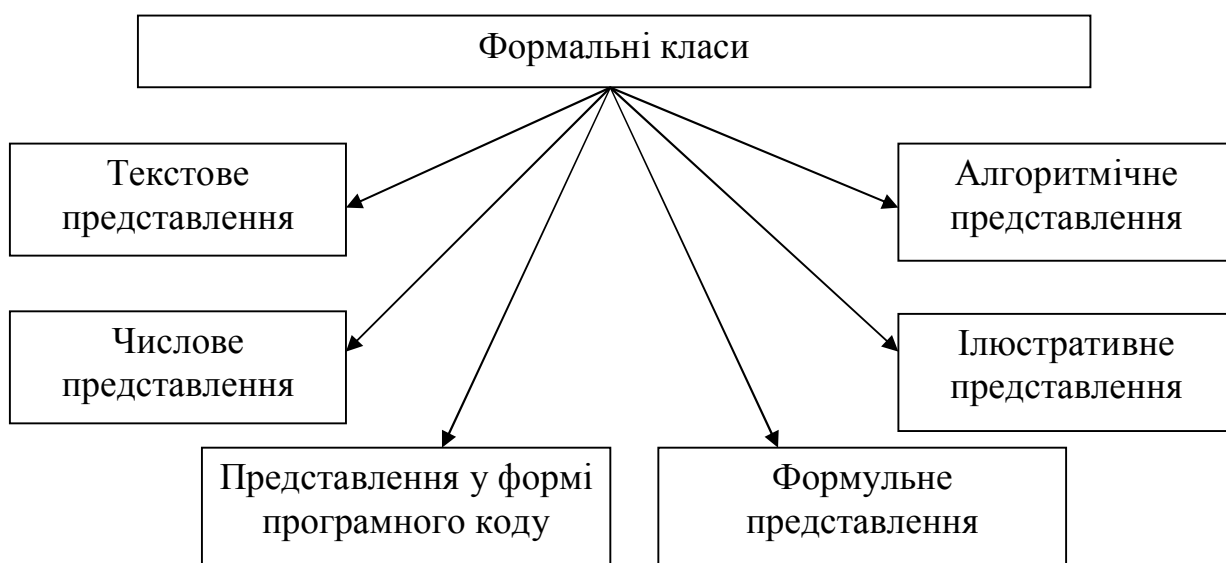 Формальні класи
Текстове
представлення
Алгоритмічне
представлення
Числове
представлення
Ілюстративне
представлення
Представлення у формі
програмного коду
Формульне
представлення